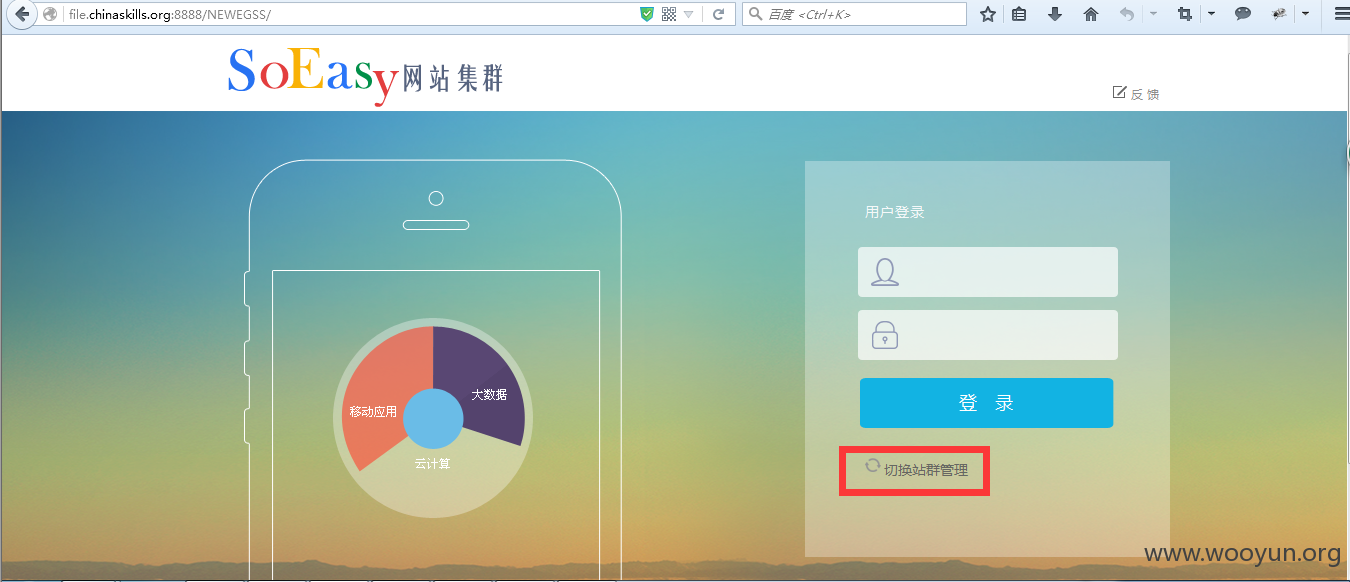 file.chinaskills.org:8888/NEWEGSS/
百度 <Ctrl+K>
SoEasy网站集群
反馈
用户登录
大数据
移动应用
云计算
登 录
切换站群管理
www.wooyun.org